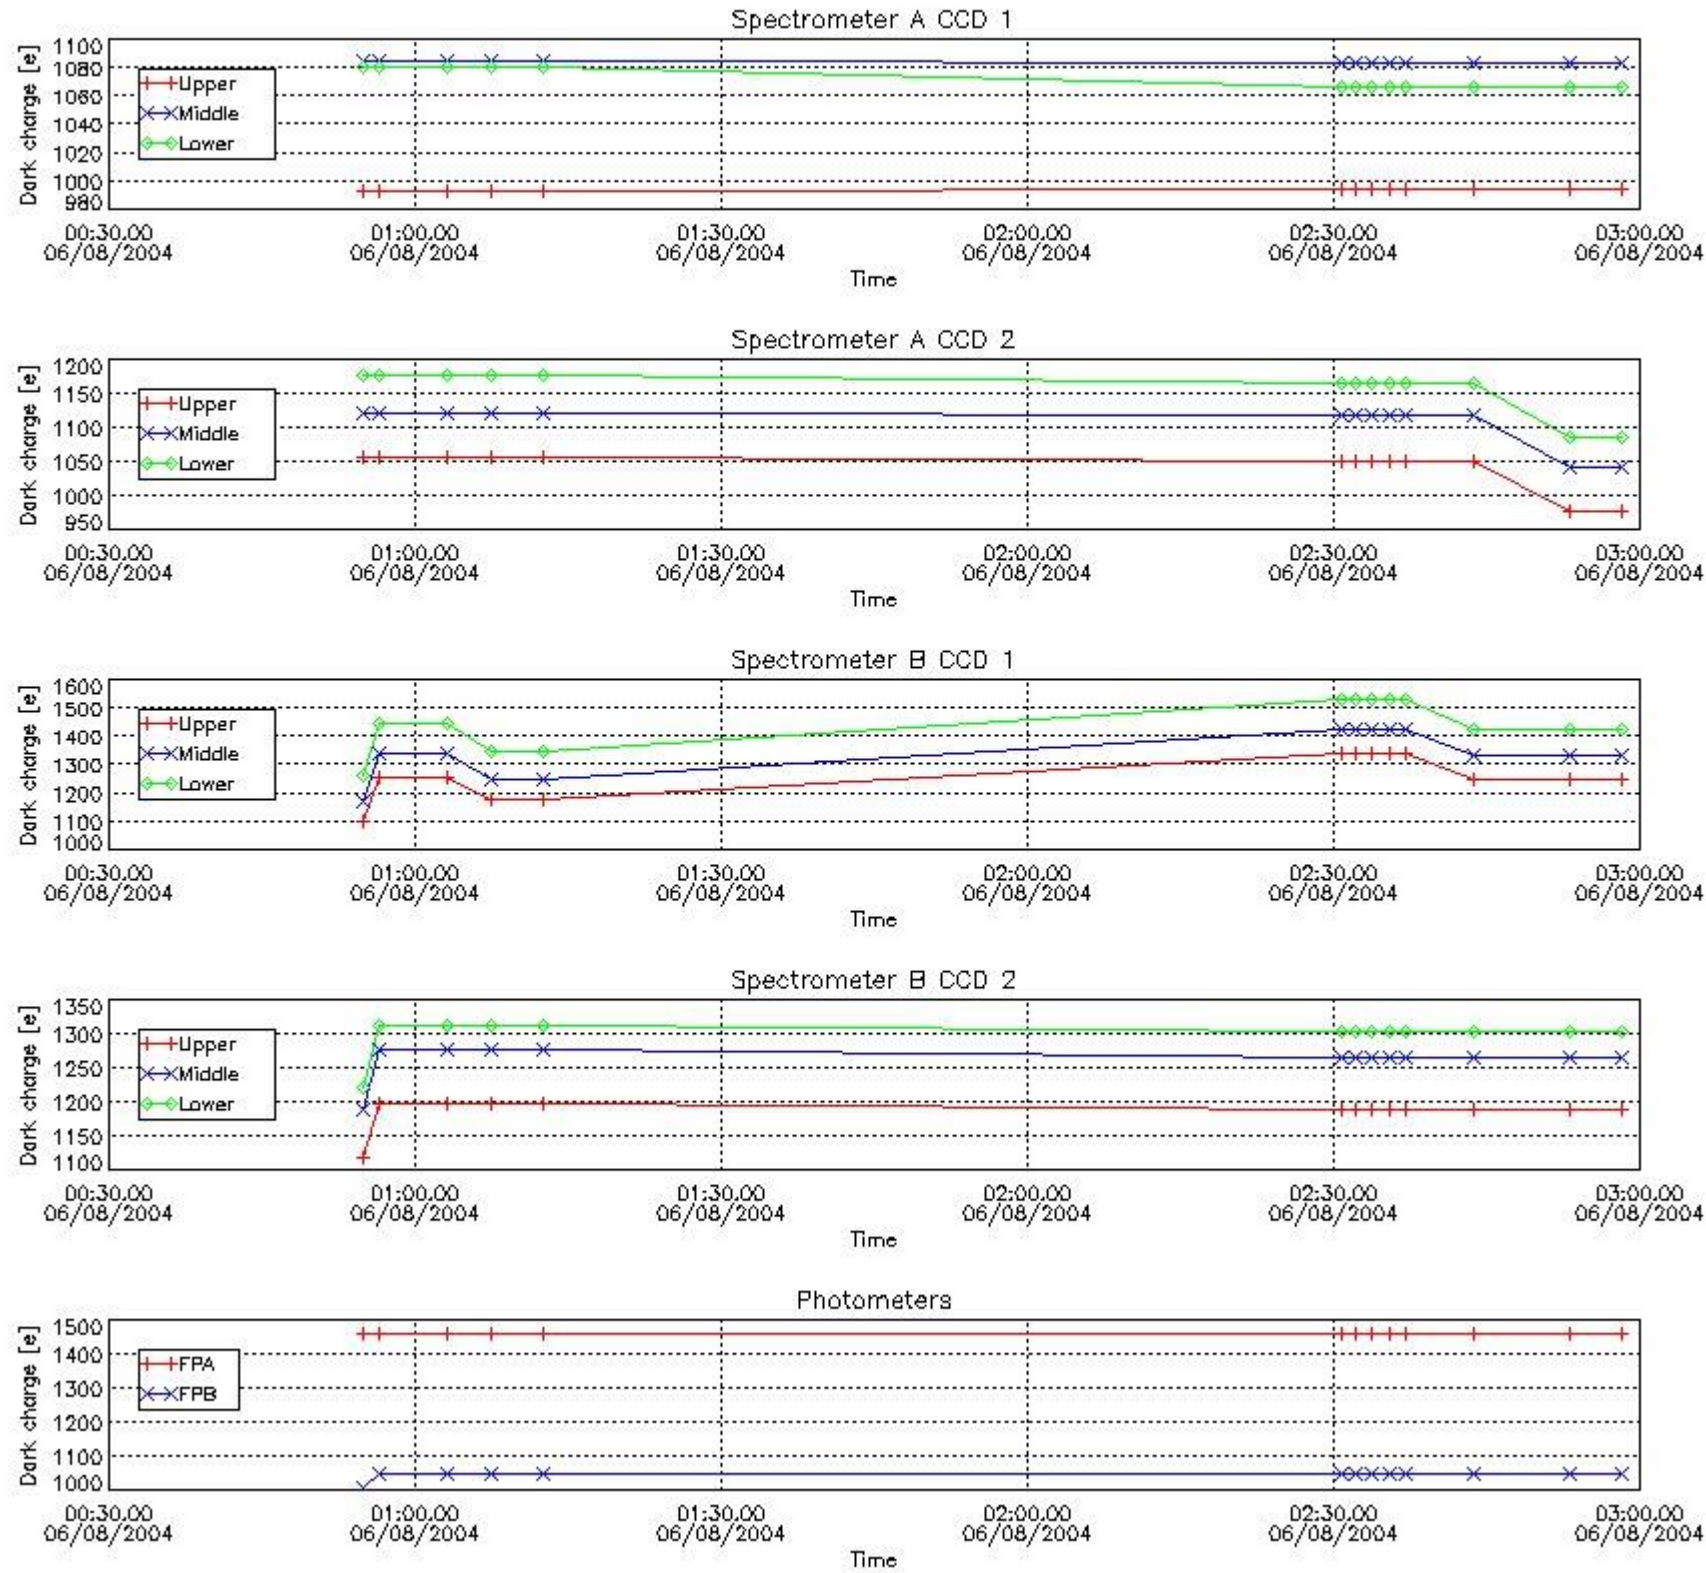 Spectrometer A CCD 1
Dark charge [e]
1100
1080
1060
1040
1020
1000
980
Upper
Middle
Lower
00:30.00 01:00.00 01:30.00 02:00.00 02:30.00 03:00.00
06/08/2004 06/08/2004 06/08/2004 06/08/2004 06/08/2004 06/08/2004
Time
Spectrometer A CCD 2
Dark charge [e]
1200
1150
1100
1050
1000
950
Upper
Middle
Lower
00:30.00 01:00.00 01:30.00 02:00.00 02:30.00 03:00.00
06/08/2004 06/08/2004 06/08/2004 06/08/2004 06/08/2004 06/08/2004
Time
Spectrometer B CCD 1
Dark charge [e]
1600
1500
1400
1300
1200
1100
1000
Upper
Middle
Lower
00:30.00 01:00.00 01:30.00 02:00.00 02:30.00 03:00.00
06/08/2004 06/08/2004 06/08/2004 06/08/2004 06/08/2004 06/08/2004
Time
Spectrometer B CCD 2
Dark charge [e]
1350
1300
1250
1200
1150
1100
Upper
Middle
Lower
00:30.00 01:00.00 01:30.00 02:00.00 02:30.00 03:00.00
06/08/2004 06/08/2004 06/08/2004 06/08/2004 06/08/2004 06/08/2004
Time
Photometers
Dark charge [e]
1500
1400
1300
1200
1100
1000
FPA
FPB
00:30.00 01:00.00 01:30.00 02:00.00 02:30.00 03:00.00
06/08/2004 06/08/2004 06/08/2004 06/08/2004 06/08/2004 06/08/2004
Time